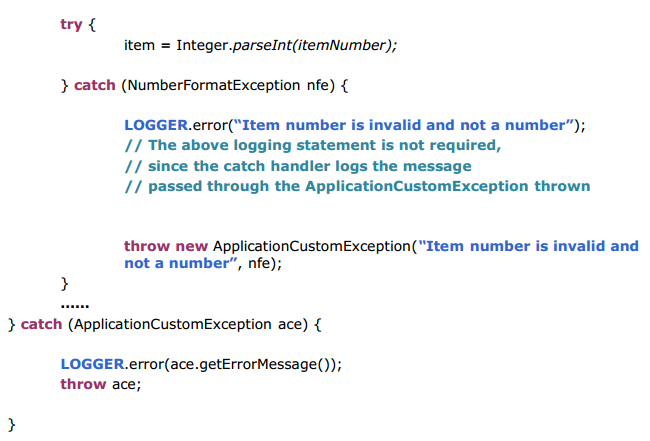 try {
item = Integer.parseInt(itemNumber);
} catch (NumberFormatException nfe) {
LOGGER.error(“Item number is invalid and not a number”);
// The above logging statement is not required,
// since the catch handler logs the message
// passed through the ApplicationCustomException thrown
throw new ApplicationCustomException(“Item number is invalid and
not a number”, nfe);
}
……
} catch (ApplicationCustomException ace) {
LOGGER.error(ace.getErrorMessage());
throw ace;
}